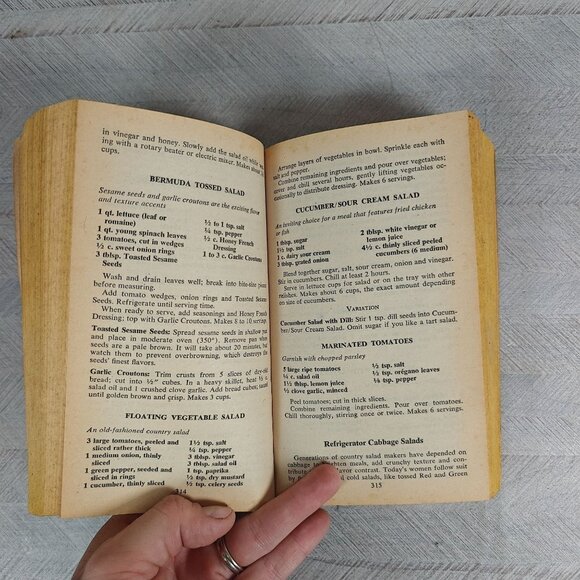 in vinegar and honey. Slowly add the salad oil while
ing with a rotary beater or electric mixer. Makes about
cups.
BERMUDA TOSSED SALAD
Sesame seeds and garlic croutons are the exciting flavor
and texture accents
1 qt. lettuce (leaf or
romaine)
1 qt. young spinach leaves
3 tomatoes, cut in wedges
½ c. sweet onion rings
3 tblsp. Toasted Sesame
Seeds
½ to 1 tsp. salt
¼ tsp. pepper
½ c. Honey French
Dressing
1 to 3 c. Garlic Croutons
Wash and drain leaves well; break into bite-size pieces
before measuring.
Add tomato wedges, onion rings and Toasted Sesame
Seeds. Refrigerate until serving time.
When ready to serve, add seasonings and Honey French
Dressing; top with Garlic Croutons. Makes 8 to 10 servings.
Toasted Sesame Seeds: Spread sesame seeds in shallow pan
and place in moderate oven (350°). Remove pan when
seeds are a pale brown. It will take about 20 minutes, but
watch them to prevent overbrowning, which destroys the
seeds' finest flavors.
Garlic Croutons: Trim crusts from 5 slices of dry-old
bread; cut into ½" cubes. In a heavy skillet, heat ¼ c.
salad oil and 1 crushed clove garlic. Add bread cubes; sauté
until golden brown and crisp. Makes 3 cups.
FLOATING VEGETABLE SALAD
An old-fashioned country salad
3 large tomatoes, peeled and
sliced rather thick
1 medium onion, thinly
sliced
1 green pepper, seeded and
sliced in rings
1 cucumber, thinly sliced
1½ tsp. salt
¼ tsp. pepper
3 tblsp. vinegar
3 tblsp. salad oil
1 tsp. paprika
½ tsp. dry mustard
½ tsp. celery seeds
314
Arrange layers of vegetables in bowl. Sprinkle each with
salt and pepper.
Combine remaining ingredients and pour over vegetables;
cover and chill several hours, gently lifting vegetables oc-
casionally to distribute dressing. Makes 6 servings.
CUCUMBER/SOUR CREAM SALAD
An inviting choice for a meal that features fried chicken
or fish
1 tblsp. sugar
1½ tsp. salt
1 c. dairy sour cream
3 tblsp. grated onion
2 tblsp. white vinegar or
lemon juice
4½ c. thinly sliced peeled
cucumbers (6 medium)
Blend together sugar, salt, sour cream, onion and vinegar.
Stir in cucumbers. Chill at least 2 hours.
Serve in lettuce cups for salad or on the tray with other
relishes. Makes about 6 cups, the exact amount depending
on size of cucumbers.
VARIATION
Cucumber Salad with Dill: Stir 1 tsp. dill seeds into Cucum-
ber/Sour Cream Salad. Omit sugar if you like a tart salad.
MARINATED TOMATOES
Garnish with chopped parsley
5 large ripe tomatoes
¼ c. salad oil
1½ tblsp. lemon juice
½ clove garlic, minced
½ tsp. salt
½ tsp. oregano leaves
⅛ tsp. pepper
Peel tomatoes; cut in thick slices.
Combine remaining ingredients. Pour over tomatoes.
Chill thoroughly, stirring once or twice. Makes 6 servings.
Refrigerator Cabbage Salads
Generations of country salad makers have depended on
cabbage to brighten meals, add crunchy texture and con-
tribute flavor contrast. Today's women follow suit
by cold salads, like tossed Red and Green
315